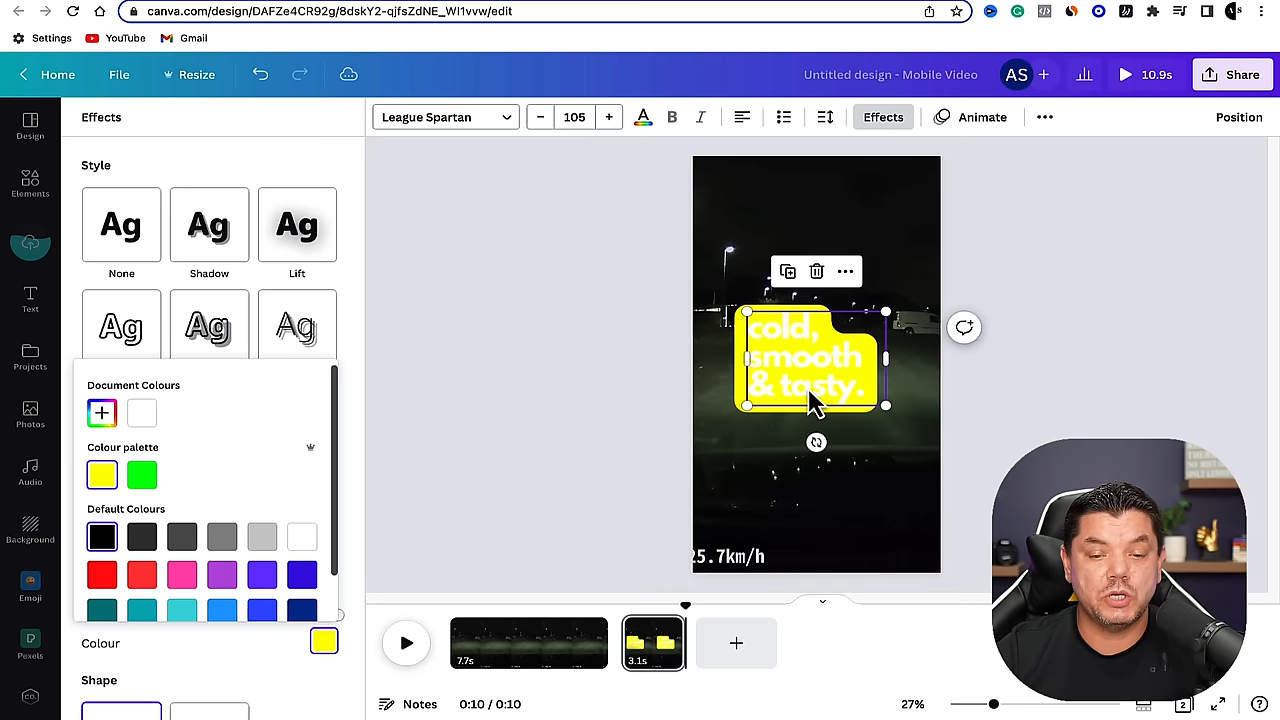 canva.com/design/DAFZe4CR92g/8dskY2-qjfsZdNE_WI1vvw/edit
Settings
YouTube
Gmail
Home
File
Resize
Untitled design - Mobile Video
AS
10.9s
Share
Design
Elements
Text
Projects
Photos
Audio
Background
Emoji
Pexels
co.
Effects
Style
Ag
Ag
Ag
None
Shadow
Lift
Ag
Ag
Ag
Document Colours
Colour palette
Default Colours
Colour
Shape
League Spartan
105
A
B
I
Effects
Animate
Position
cold,
smooth
& tasty.
25.7km/h
7.7s
3.1s
Notes
0:10 / 0:10
27%
2